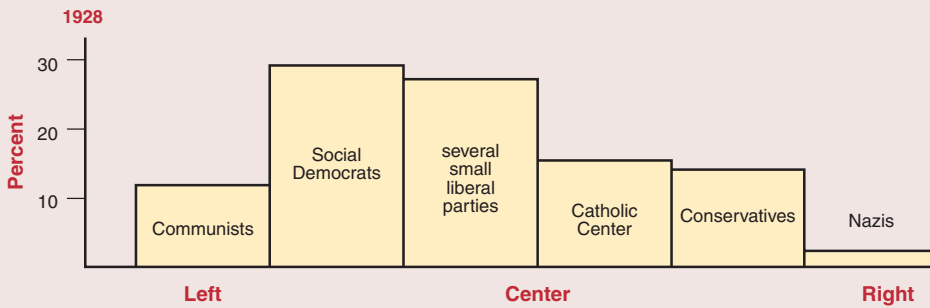 1928
Percent
30
20
10
Communists
Social
Democrats
several
small
liberal
parties
Catholic
Center
Conservatives
Nazis
Left
Center
Right